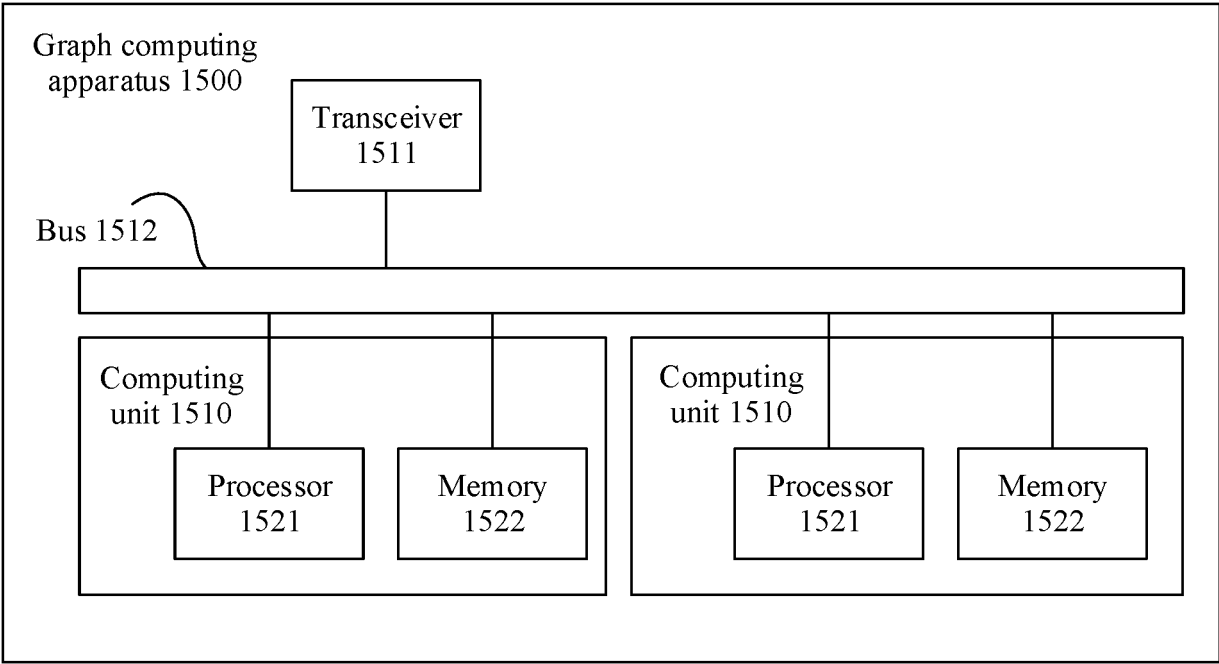 Graph computing
apparatus 1500
Transceiver
1511
Bus 1512
Computing
unit 1510
Processor
1521
Memory
1522
Computing
unit 1510
Processor
1521
Memory
1522